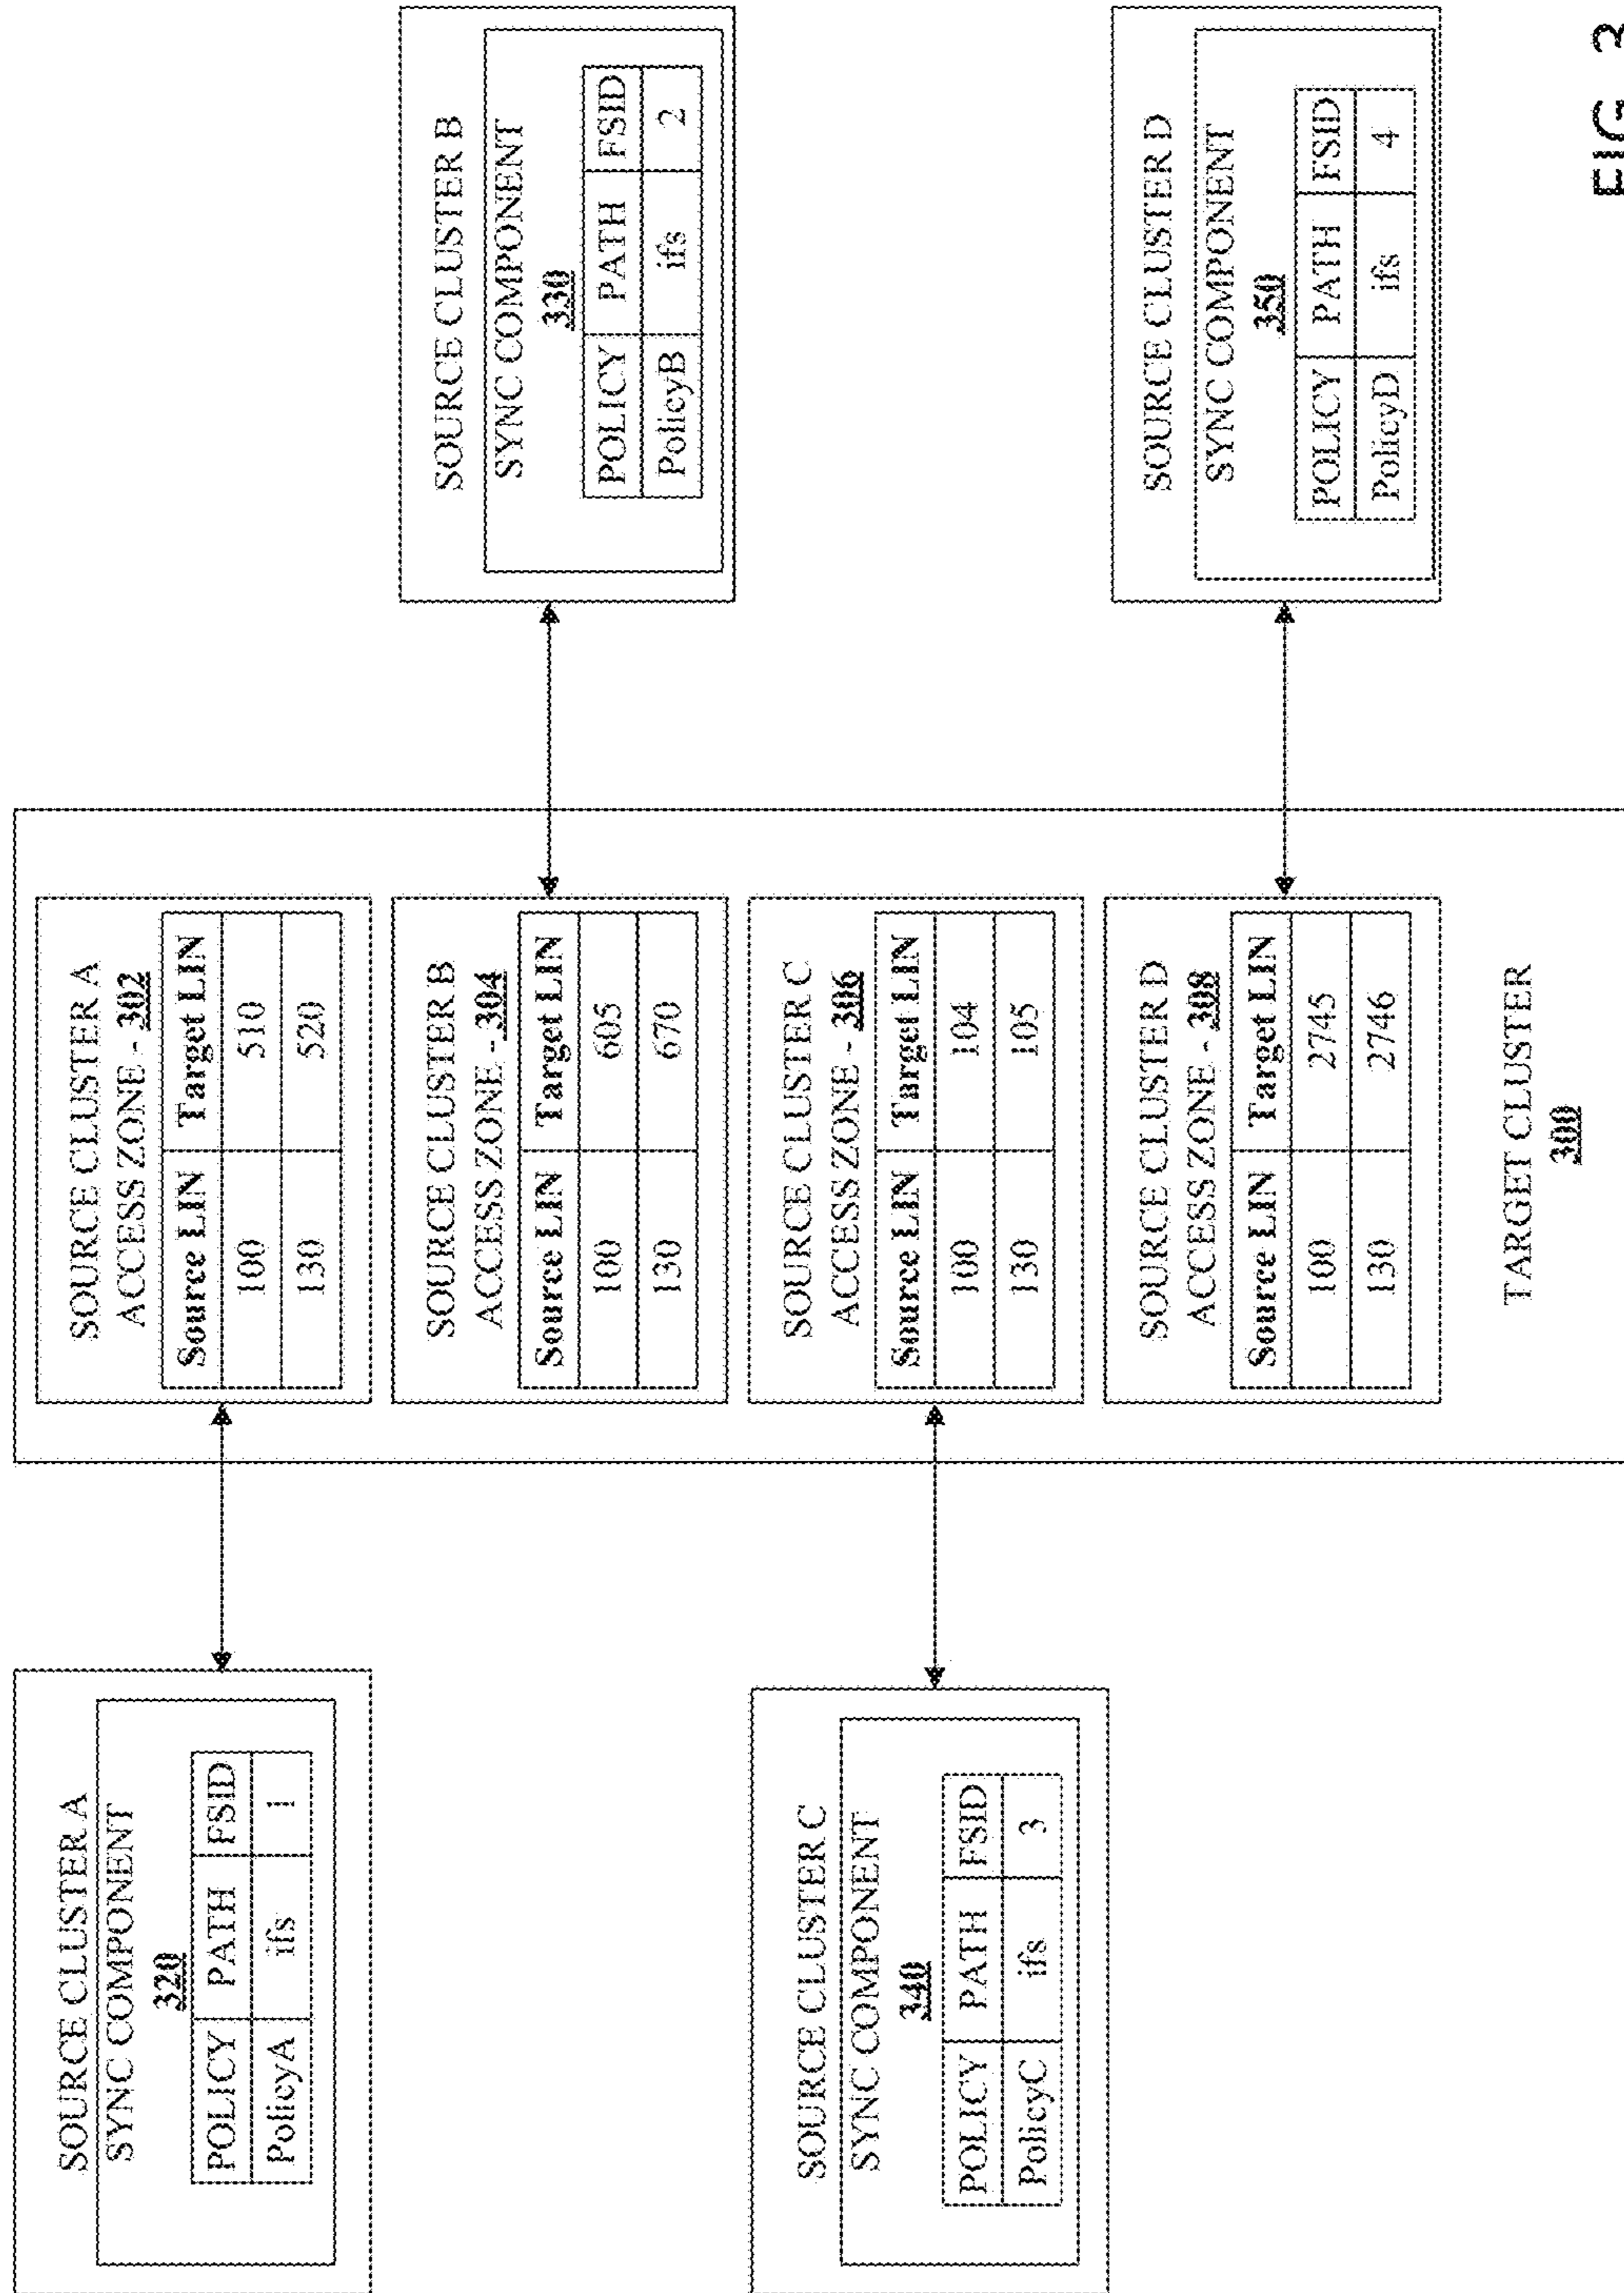 SOURCE CLUSTER A
SYNC COMPONENT
320
POLICY PATH FSID
PolicyA ifs 1
SOURCE CLUSTER C
SYNC COMPONENT
340
POLICY PATH FSID
PolicyC ifs 3
SOURCE CLUSTER A
ACCESS ZONE - 302
Source LIN Target LIN
100 510
130 520
SOURCE CLUSTER B
ACCESS ZONE - 304
Source LIN Target LIN
100 605
130 670
SOURCE CLUSTER C
ACCESS ZONE - 306
Source LIN Target LIN
100 104
130 105
SOURCE CLUSTER D
ACCESS ZONE - 308
Source LIN Target LIN
100 2745
130 2746
TARGET CLUSTER
300
SOURCE CLUSTER B
SYNC COMPONENT
330
POLICY PATH FSID
PolicyB ifs 2
SOURCE CLUSTER D
SYNC COMPONENT
350
POLICY PATH FSID
PolicyD ifs 4
FIG. 3